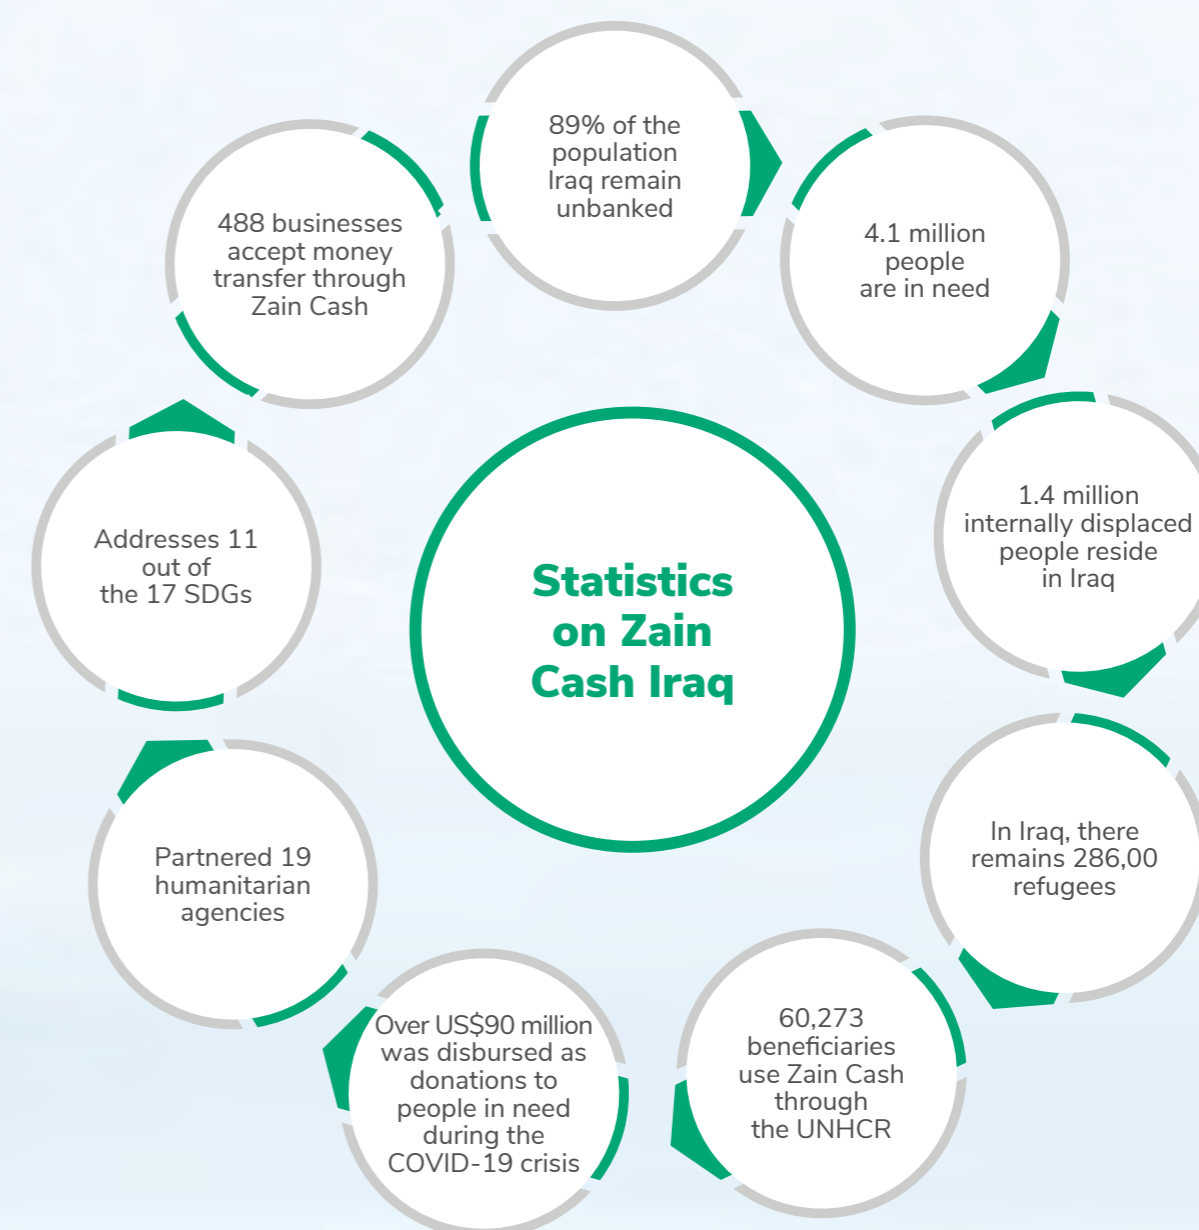 89% of the
population
Iraq remain
unbanked
4.1 million
people
are in need
1.4 million
internally displaced
people reside
in Iraq
In Iraq, there
remains 286,00
refugees
60,273
beneficiaries
use Zain Cash
through
the UNHCR
Over US$90 million
was disbursed as
donations to
people in need
during the
COVID-19 crisis
Partnered 19
humanitarian
agencies
Addresses 11
out of
the 17 SDGs
488 businesses
accept money
transfer through
Zain Cash
Statistics
on Zain
Cash Iraq